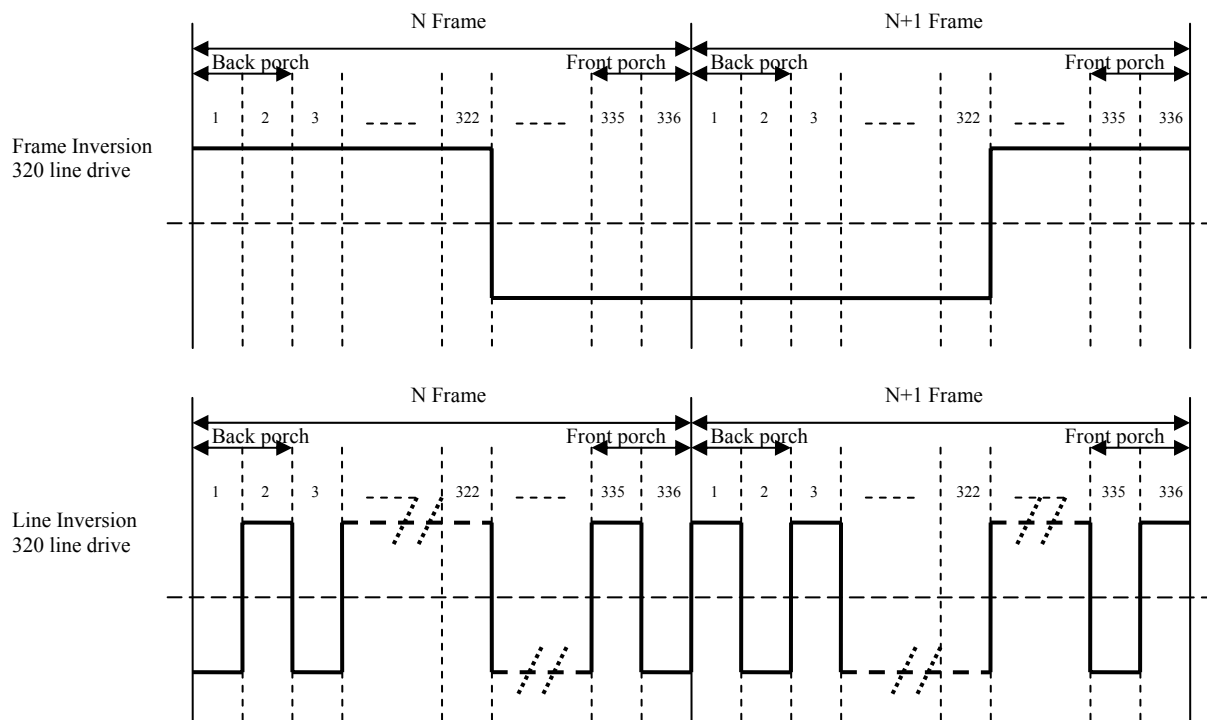 N Frame N+1 Frame
Back porch Front porch Back porch Front porch
1 2 3 ----- 322 ----- 335 336 1 2 3 ----- 322 ----- 335 336
Frame Inversion
320 line drive
N Frame N+1 Frame
Back porch Front porch Back porch Front porch
1 2 3 ----- 322 ----- 335 336 1 2 3 ----- 322 ----- 335 336
Line Inversion
320 line drive